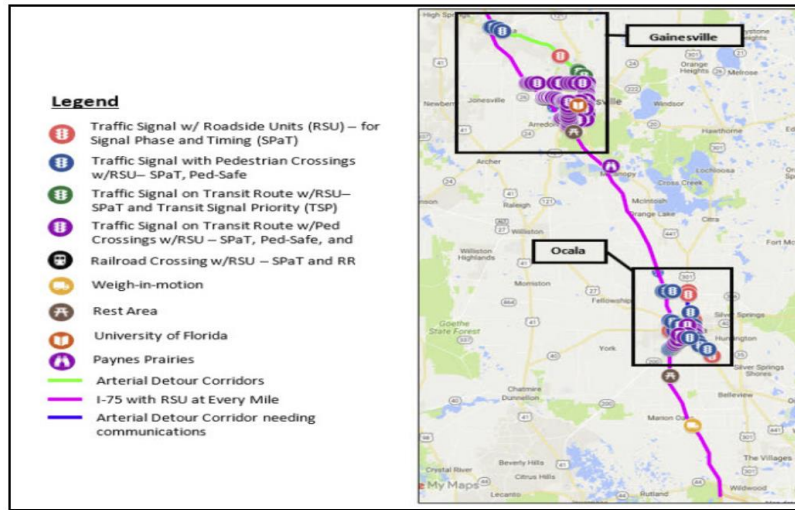 Legend
Traffic Signal w/ Roadside Units (RSU) – for
Signal Phase and Timing (SPaT)
Traffic Signal with Pedestrian Crossings
w/RSU– SPaT, Ped-Safe
Traffic Signal on Transit Route w/RSU–
SPaT and Transit Signal Priority (TSP)
Traffic Signal on Transit Route w/Ped
Crossings w/RSU – SPaT, Ped-Safe, and
Railroad Crossing w/RSU – SPaT and RR
Weigh-in-motion
Rest Area
University of Florida
Paynes Prairies
Arterial Detour Corridors
I-75 with RSU at Every Mile
Arterial Detour Corridor needing
communications
High Springs
Gainesville
Heights
Orange
Heights
Melrose
Jonesville
Windsor
Hawthorne
Archer
Lochloosa
Cross Creek
McIntosh
Raleigh
Orange Lake
Citra
Williston
Williston
Highlands
Ocala
Morriston
Fellowship
Silver Springs
Goethe
State Forest
York
Silver Springs
Shores
Chatmire
Dunnellon
Belleview
Marion
The Villages
Crystal River
Beverly Hills
Citrus Hills
Lecanto
Rutland
Wildwood
My Maps